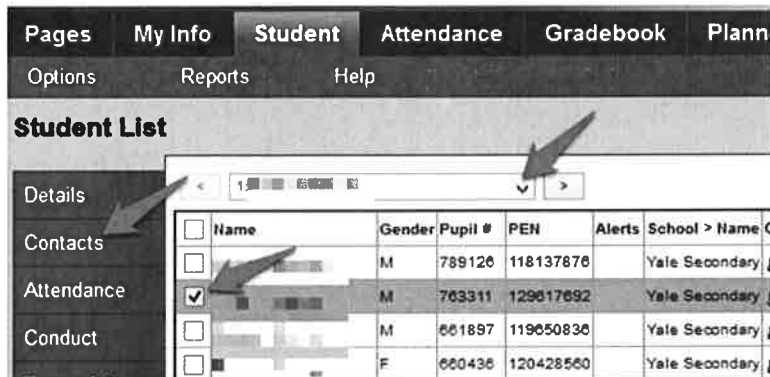 Pages My Info Student Attendance Gradebook
Options Reports Help
Student List
Details
Contacts
Attendance
Conduct
< >
Name Gender Pupil # PEN Alerts School > Name
M 789126 118137876 Yale Secondary
M 763311 129617692 Yale Secondary
M 661897 119650836 Yale Secondary
F 660436 120428560 Yale Secondary